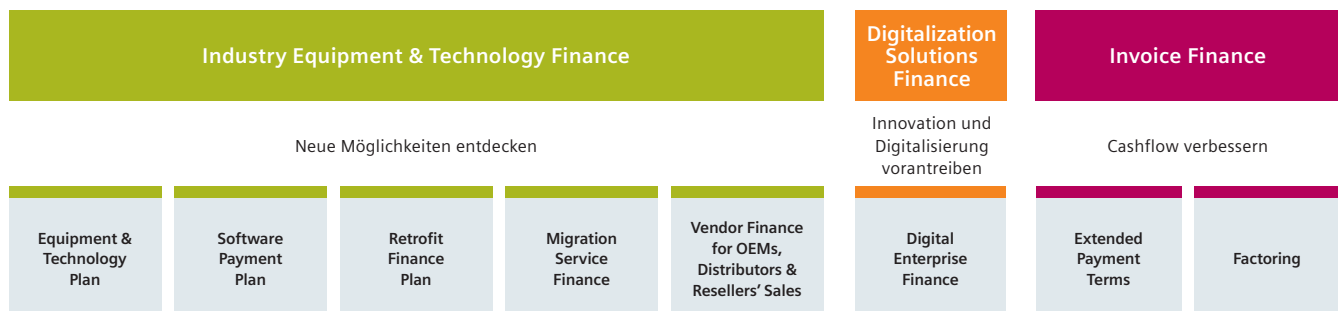 Industry Equipment & Technology Finance
Digitalization
Solutions
Finance
Invoice Finance
Neue Möglichkeiten entdecken
Innovation und
Digitalisierung
vorantreiben
Cashflow verbessern
Equipment &
Technology
Plan
Software
Payment
Plan
Retrofit
Finance
Plan
Migration
Service
Finance
Vendor Finance
for OEMs,
Distributors &
Resellers’ Sales
Digital
Enterprise
Finance
Extended
Payment
Terms
Factoring